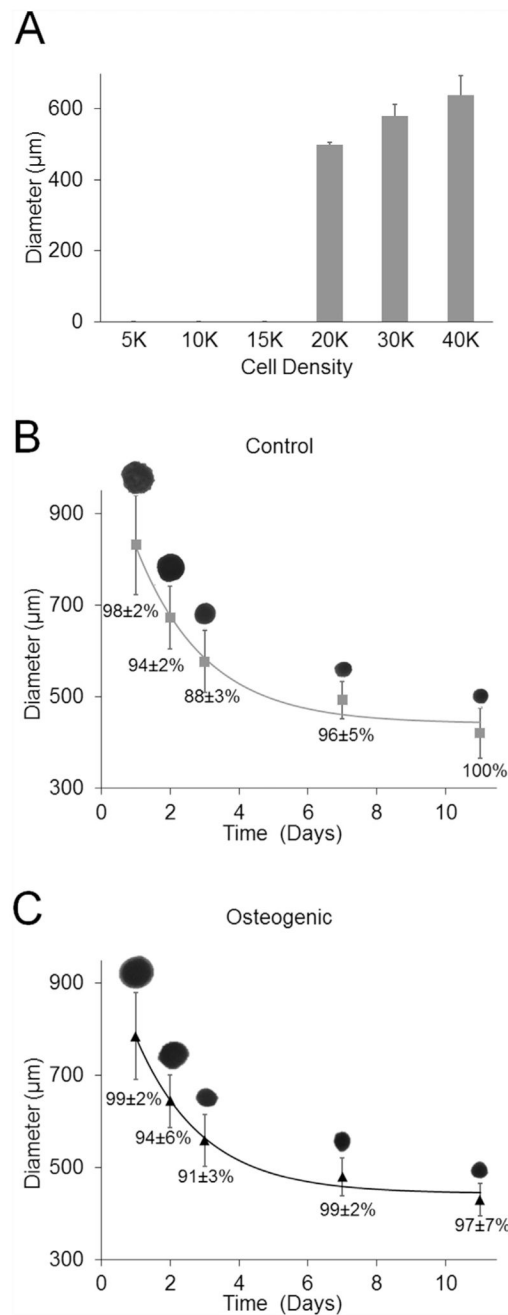 A
Diameter (µm)
600
400
200
0
5K 10K 15K 20K 30K 40K
Cell Density
B
Control
Diameter (µm)
900
700
500
300
98±2%
94±2%
88±3%
96±5%
100%
0 2 4 6 8 10
Time (Days)
C
Osteogenic
Diameter (µm)
900
700
500
300
99±2%
94±6%
91±3%
99±2%
97±7%
0 2 4 6 8 10
Time (Days)